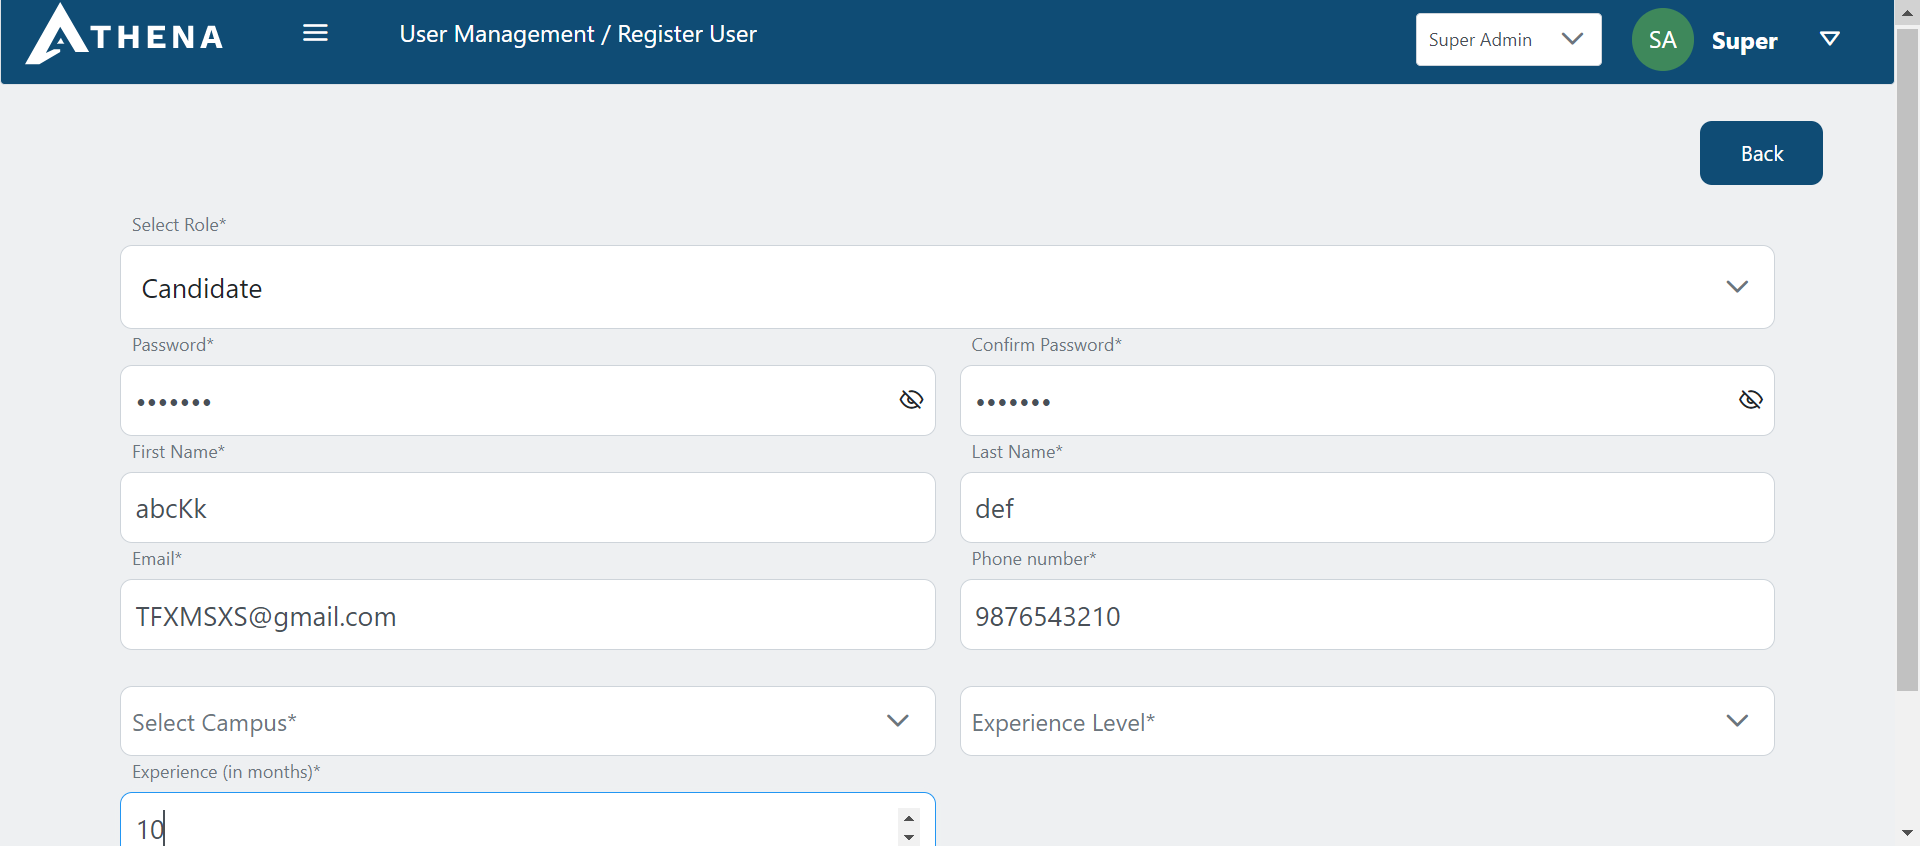 ATHENA
User Management / Register User
Super Admin
SA
Super
Back
Select Role*
Candidate
Password*
Confirm Password*
•••••••
•••••••
First Name*
Last Name*
abcKk
def
Email*
Phone number*
TFXMSXS@gmail.com
9876543210
Select Campus*
Experience Level*
Experience (in months)*
10